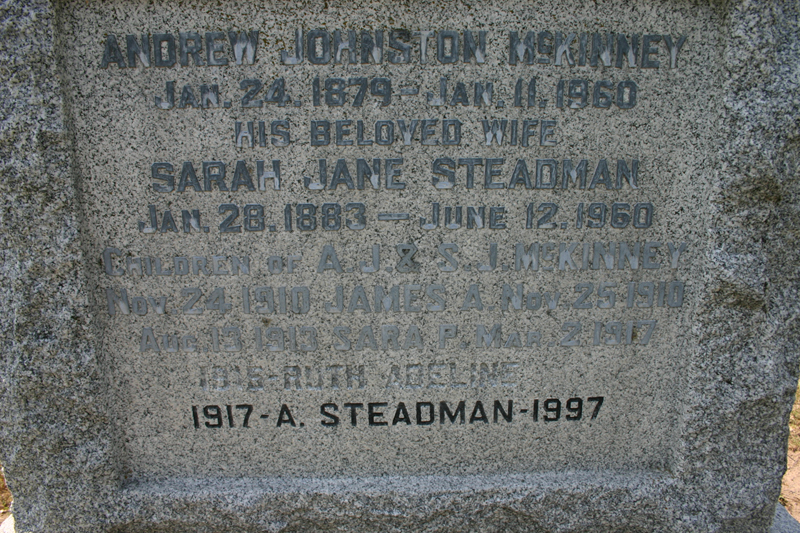 ANDREW JOHNSTON McKINNEY
JAN. 24. 1879 – JAN. 11. 1960
HIS BELOVED WIFE
SARAH JANE STEADMAN
JAN. 28. 1883 – JUNE 12. 1960
CHILDREN OF A. J. & S. J. McKINNEY
NOV. 24 1910 JAMES A. NOV. 25 1910
AUG. 19 1913 SARA P. MAR. 2 1917
RUTH ADELINE
1917-A. STEADMAN-1997